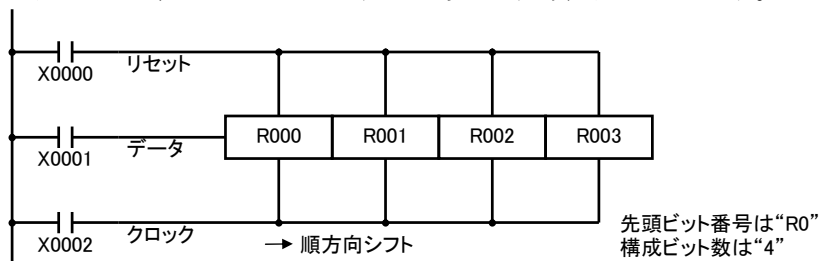 X0000 リセット
R000 R001 R002 R003
X0001 データ
X0002 クロック
→ 順方向シフト
先頭ビット番号は“R0”
構成ビット数は“4”